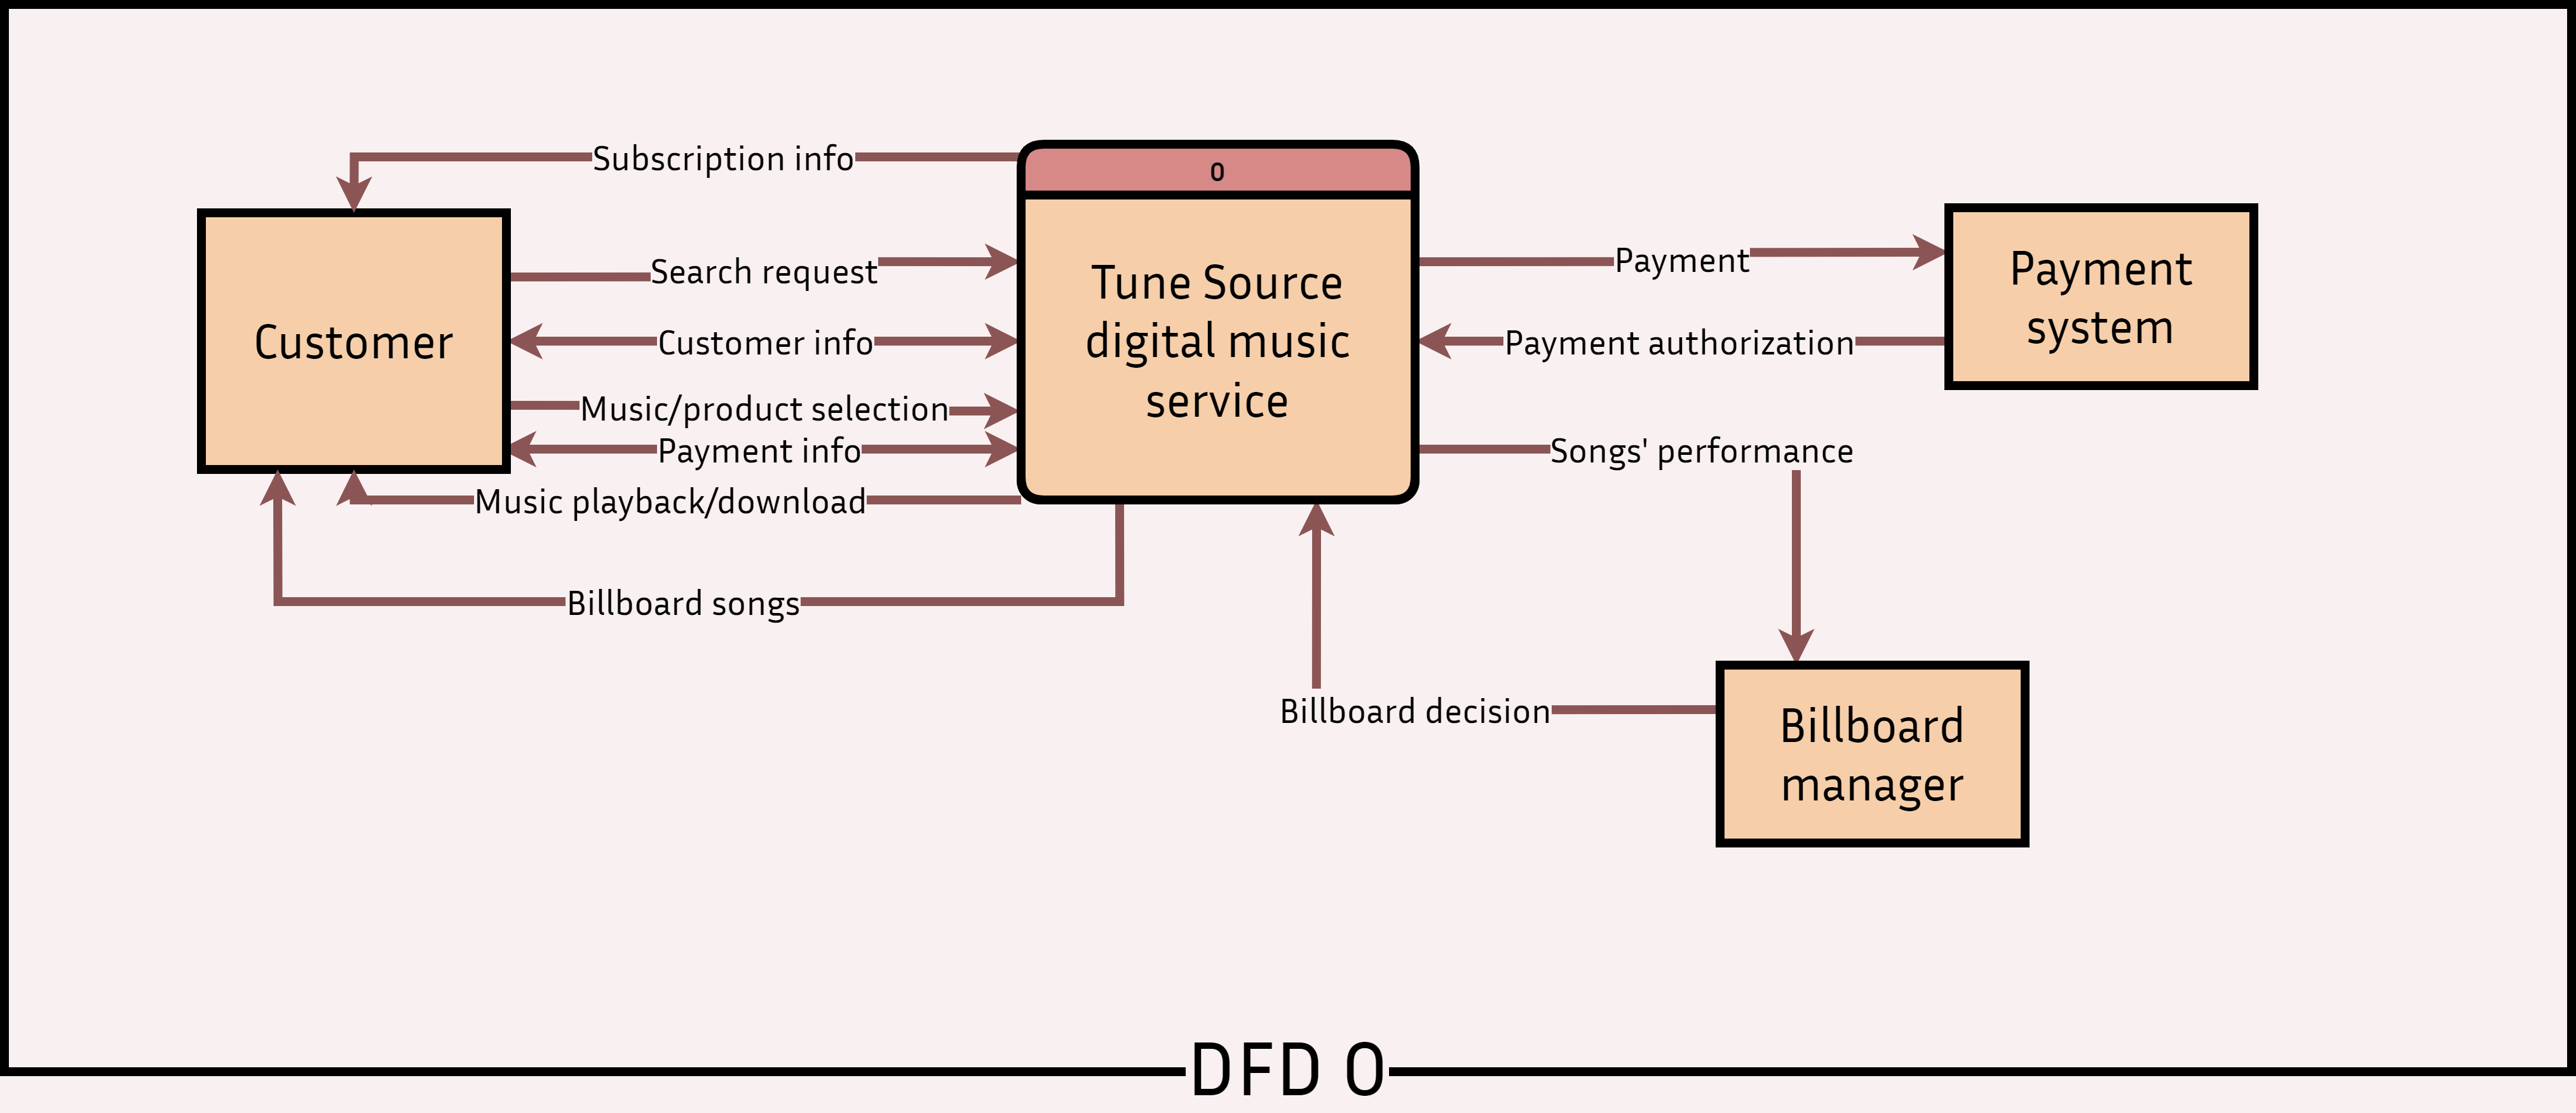 Subscription info
0
Search request
Customer
Customer info
Music/product selection
Payment info
Music playback/download
Billboard songs
Tune Source
digital music
service
Payment
Payment authorization
Payment
system
Songs' performance
Billboard decision
Billboard
manager
DFD 0